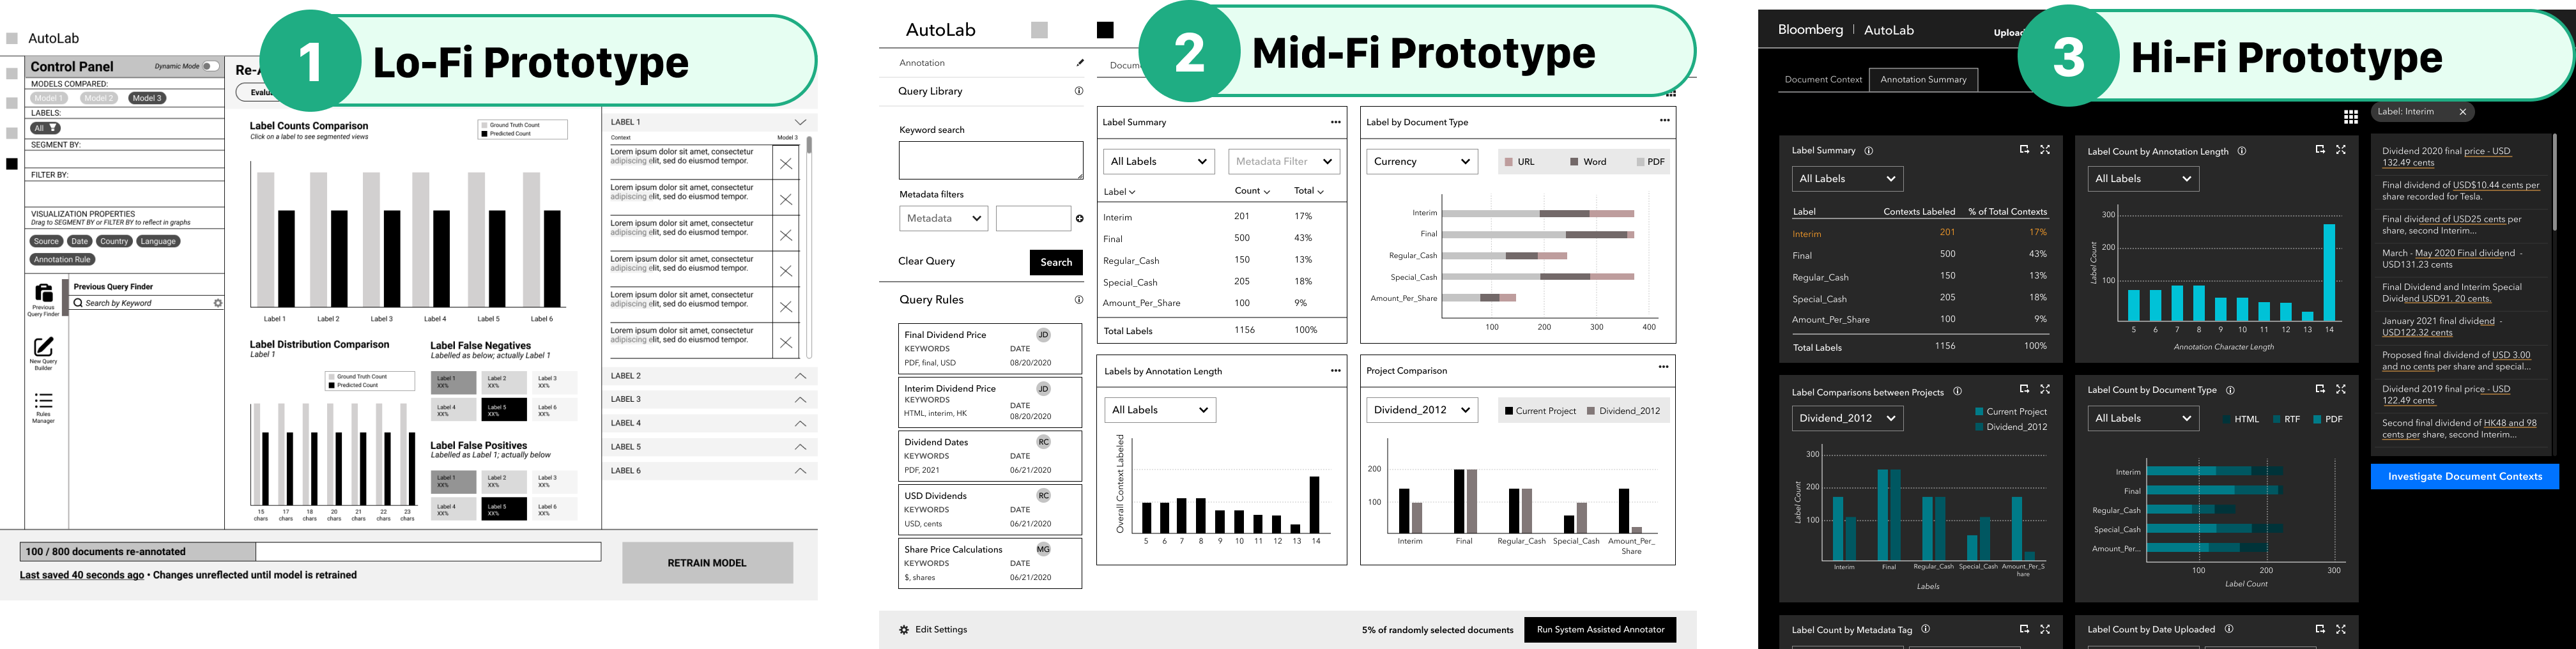 1 Lo-Fi Prototype
AutoLab
Control Panel
Dynamic Mode
MODELS COMPARED:
Model 1 Model 2 Model 3
LABELS:
All
SEGMENT BY:
FILTER BY:
VISUALIZATION PROPERTIES
Drag to SEGMENT BY or FILTER BY to reflect in graphs
Source Date Country Language
Annotation Rule
Previous Query Finder
New Query Builder
Rules Manager
Previous Query Finder
Search by Keyword
Label Counts Comparison
Click on a label to see segmented views
Ground Truth Count
Predicted Count
Label 1 Label 2 Label 3 Label 4 Label 5 Label 6
Label Distribution Comparison
Label 1
Ground Truth Count
Predicted Count
15 chars 17 chars 18 chars 20 chars 21 chars 22 chars 23 chars
Label False Negatives
Labelled as below; actually Label 1
Label 1 XX% Label 2 XX% Label 3 XX%
Label 4 XX% Label 5 XX% Label 6 XX%
Label False Positives
Labelled as Label 1; actually below
Label 1 XX% Label 2 XX% Label 3 XX%
Label 4 XX% Label 5 XX% Label 6 XX%
LABEL 1
Context Model 3
Lorem ipsum dolor sit amet, consectetur
adipiscing elit, sed do eiusmod tempor.
Lorem ipsum dolor sit amet, consectetur
adipiscing elit, sed do eiusmod tempor.
Lorem ipsum dolor sit amet, consectetur
adipiscing elit, sed do eiusmod tempor.
Lorem ipsum dolor sit amet, consectetur
adipiscing elit, sed do eiusmod tempor.
Lorem ipsum dolor sit amet, consectetur
adipiscing elit, sed do eiusmod tempor.
Lorem ipsum dolor sit amet, consectetur
adipiscing elit, sed do eiusmod tempor.
LABEL 2
LABEL 3
LABEL 4
LABEL 5
LABEL 6
100 / 800 documents re-annotated
Last saved 40 seconds ago • Changes unreflected until model is retrained
RETRAIN MODEL
2 Mid-Fi Prototype
AutoLab
Annotation
Query Library
Keyword search
Metadata filters
Metadata
Clear Query Search
Query Rules
Final Dividend Price JD
KEYWORDS DATE
PDF, final, USD 08/20/2020
Interim Dividend Price JD
KEYWORDS DATE
HTML, interim, HK 08/20/2020
Dividend Dates RC
KEYWORDS DATE
PDF, 2021 06/21/2020
USD Dividends RC
KEYWORDS DATE
USD, cents 06/21/2020
Share Price Calculations MG
KEYWORDS DATE
$, shares 06/21/2020
Label Summary
All Labels Metadata Filter
Label Count Total
Interim 201 17%
Final 500 43%
Regular_Cash 150 13%
Special_Cash 205 18%
Amount_Per_Share 100 9%
Total Labels 1156 100%
Label by Document Type
Currency URL Word PDF
Interim
Final
Regular_Cash
Special_Cash
Amount_Per_Share
100 200 300 400
Labels by Annotation Length
All Labels
Overall Context Labeled
5 6 7 8 9 10 11 12 13 14
Project Comparison
Dividend_2012 Current Project Dividend_2012
200
100
Interim Final Regular_Cash Special_Cash Amount_Per_
Share
Edit Settings
5% of randomly selected documents Run System Assisted Annotator
3 Hi-Fi Prototype
Bloomberg | AutoLab
Document Context Annotation Summary
Label Summary
All Labels
Label Contexts Labeled % of Total Contexts
Interim 201 17%
Final 500 43%
Regular_Cash 150 13%
Special_Cash 205 18%
Amount_Per_Share 100 9%
Total Labels 1156 100%
Label Count by Annotation Length
All Labels
Label Count
300
200
100
5 6 7 8 9 10 11 12 13 14
Annotation Character Length
Label Comparisons between Projects
Dividend_2012 Current Project
Dividend_2012
Label Count
300
200
100
Interim Final Regular_Cash Special_Cash Amount_Per_S
hare
Labels
Label Count by Document Type
All Labels HTML RTF PDF
Interim
Final
Regular_Cash
Special_Cash
Amount_Per...
100 200 300
Label Count
Label Count by Metadata Tag
Label Count by Date Uploaded
Label: Interim
Dividend 2020 final price - USD
132.49 cents
Final dividend of USD$10.44 cents per
share recorded for Tesla.
Final dividend of USD25 cents per
share, second Interim...
March - May 2020 Final dividend -
USD131.23 cents
Final Dividend and Interim Special
Dividend USD91. 20 cents.
January 2021 final dividend -
USD122.32 cents
Proposed final dividend of USD 3.00
and no cents per share and special...
Dividend 2019 final price - USD
122.49 cents
Second final dividend of HK48 and 98
cents per share, second Interim...
Investigate Document Contexts